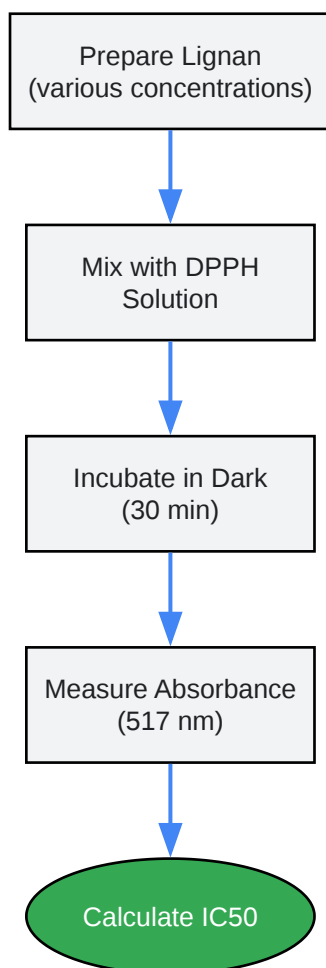 Prepare Lignan
(various concentrations)
Mix with DPPH
Solution
Incubate in Dark
(30 min)
Measure Absorbance
(517 nm)
Calculate IC50